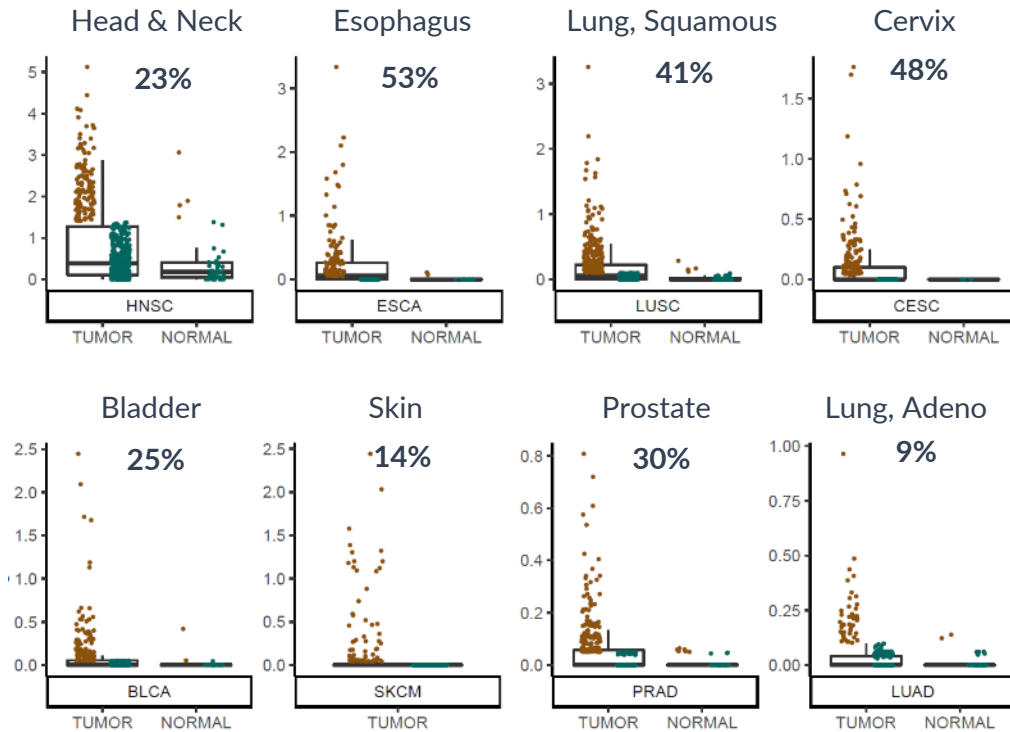 Head & Neck
Esophagus
Lung, Squamous
Cervix
23%
53%
41%
48%
5
4
3
2
1
0
3
2
1
0
3
2
1
0
1.5
1.0
0.5
0.0
HNSC
ESCA
LUSC
CESC
TUMOR NORMAL
TUMOR NORMAL
TUMOR NORMAL
TUMOR NORMAL
Bladder
Skin
Prostate
Lung, Adeno
25%
14%
30%
9%
2.5
2.0
1.5
1.0
0.5
0.0
2.5
2.0
1.5
1.0
0.5
0.0
0.8
0.6
0.4
0.2
0.0
1.00
0.75
0.50
0.25
0.00
BLCA
SKCM
PRAD
LUAD
TUMOR NORMAL
TUMOR
TUMOR NORMAL
TUMOR NORMAL